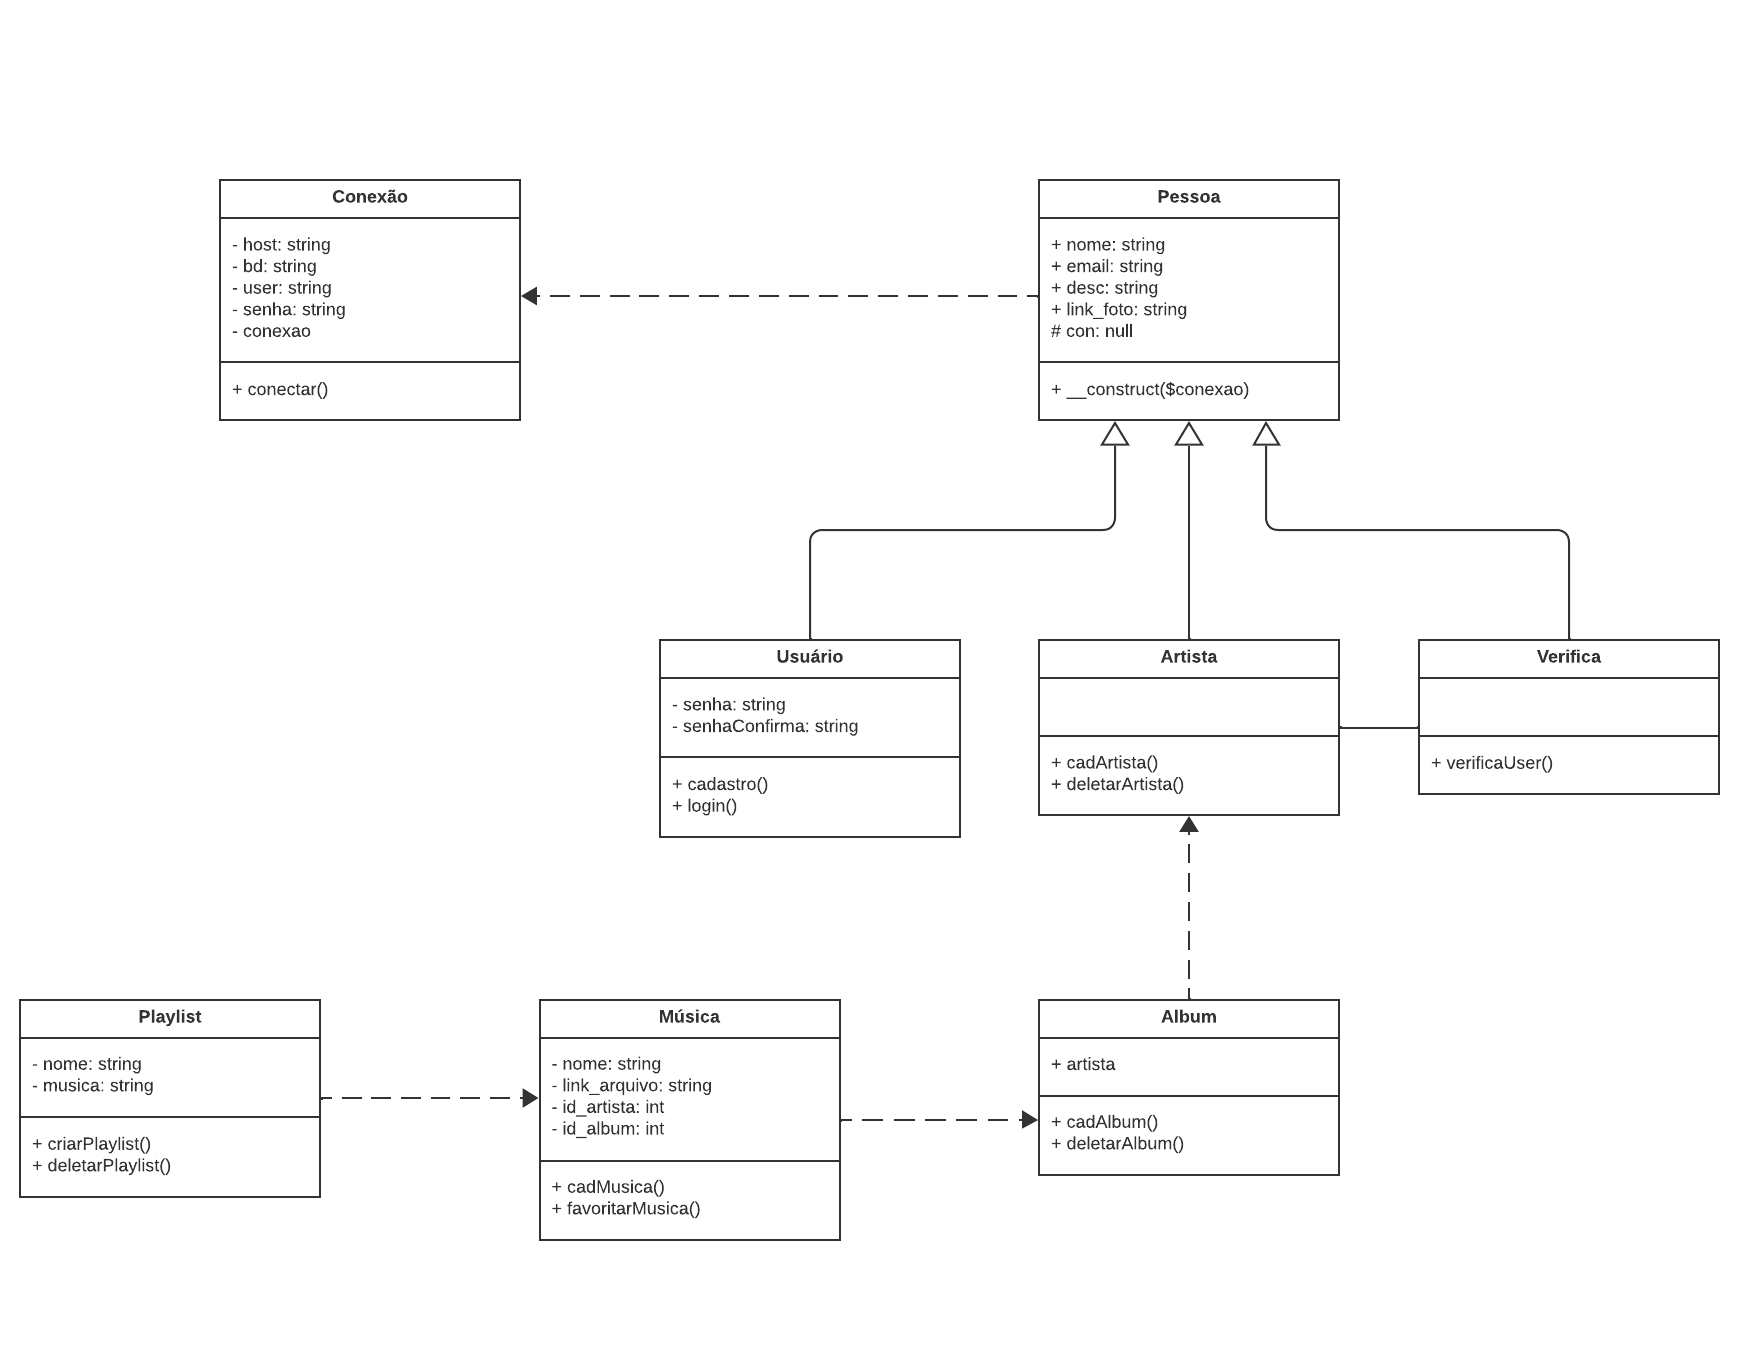 Conexão
- host: string
- bd: string
- user: string
- senha: string
- conexao
+ conectar()
Pessoa
+ nome: string
+ email: string
+ desc: string
+ link_foto: string
# con: null
+ __construct($conexao)
Usuário
- senha: string
- senhaConfirma: string
+ cadastro()
+ login()
Artista
+ cadArtista()
+ deletarArtista()
Verifica
+ verificaUser()
Playlist
- nome: string
- musica: string
+ criarPlaylist()
+ deletarPlaylist()
Música
- nome: string
- link_arquivo: string
- id_artista: int
- id_album: int
+ cadMusica()
+ favoritarMusica()
Album
+ artista
+ cadAlbum()
+ deletarAlbum()